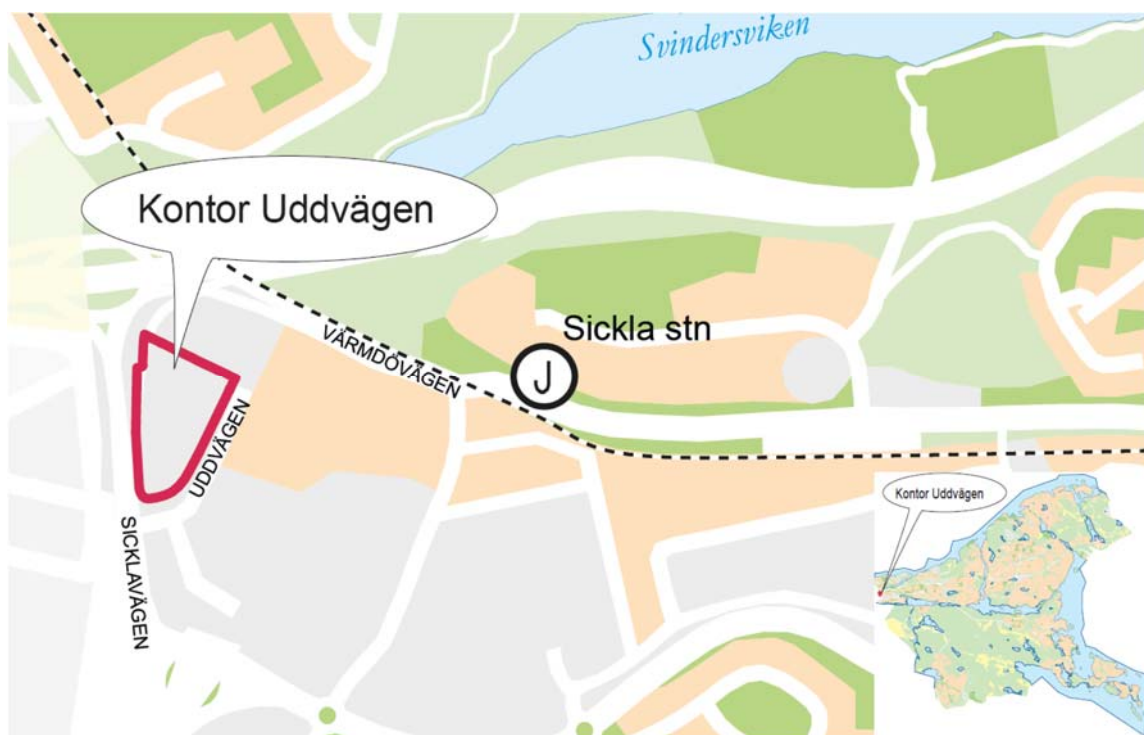 Svindersviken
Kontor Uddvägen
Sickla stn
VÄRMDÖVÄGEN
J
UDDVÄGEN
SICKLAVÄGEN
Kontor Uddvägen